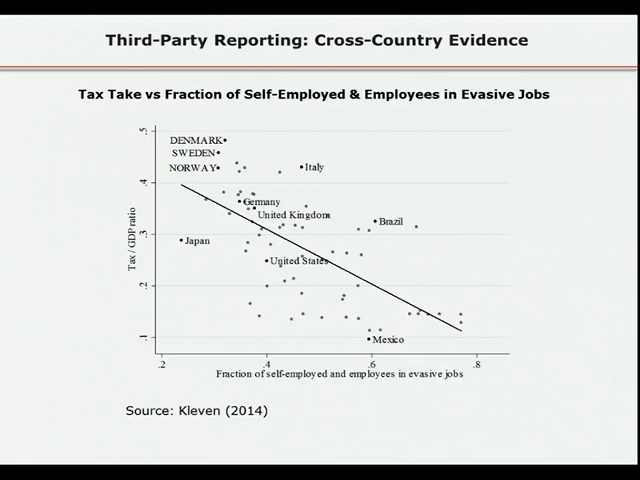 Third-Party Reporting: Cross-Country Evidence
Tax Take vs Fraction of Self-Employed & Employees in Evasive Jobs
.5
DENMARK
SWEDEN
NORWAY
Italy
.4
Germany
United Kingdom
Brazil
.3
Japan
United States
.2
.1
Mexico
Tax / GDP ratio
.2 .4 .6 .8
Fraction of self-employed and employees in evasive jobs
Source: Kleven (2014)